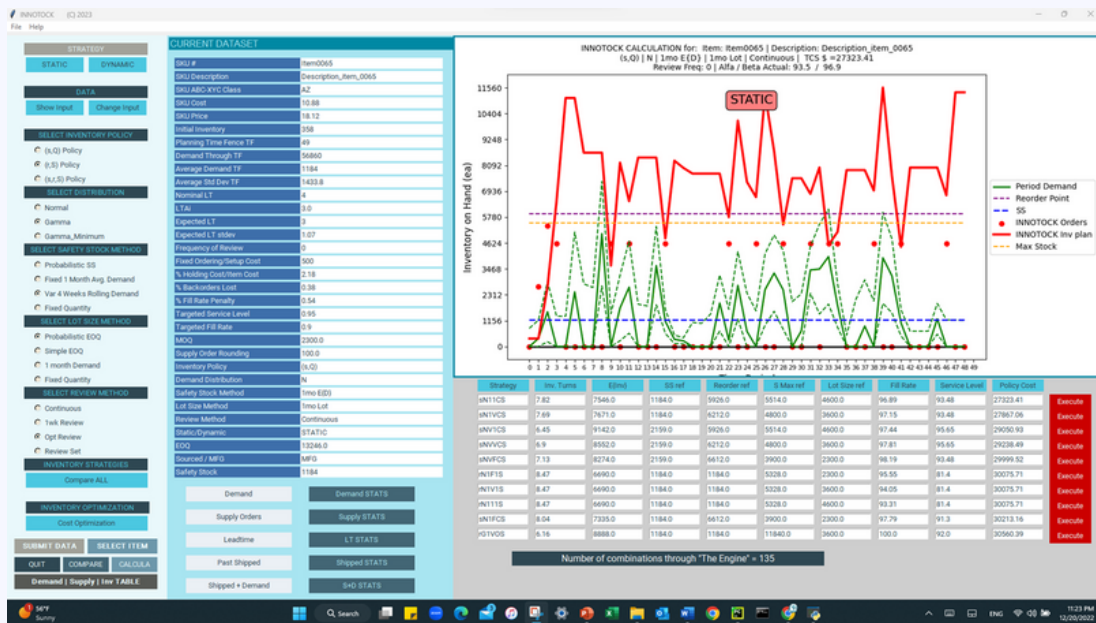 INNOTOCK (C) 2023
File Help
STRATEGY
STATIC DYNAMIC
DATA
Show Input Change Input
SELECT INVENTORY POLICY
(s,Q) Policy
(r,S) Policy
(s,r,S) Policy
SELECT DISTRIBUTION
Normal
Gamma
Gamma_Minimum
SELECT SAFETY STOCK METHOD
Probabilistic SS
Fixed 1 Month Avg. Demand
Var 4 Weeks Rolling Demand
Fixed Quantity
SELECT LOT SIZE METHOD
Probabilistic EOQ
Simple EOQ
1 month Demand
Fixed Quantity
SELECT REVIEW METHOD
Continuous
1wk Review
Opt Review
Review Set
INVENTORY STRATEGIES
Compare ALL
INVENTORY OPTIMIZATION
Cost Optimization
SUBMIT DATA SELECT ITEM
QUIT COMPARE CALCULA
Demand | Supply | Inv TABLE
CURRENT DATASET
SKU # Item0065
SKU Description Description_item_0065
SKU ABC-XYC Class AZ
SKU Cost 10.88
SKU Price 18.12
Initial Inventory 358
Planning Time Fence TF 49
Demand Through TF 56860
Average Demand TF 1184
Average Std Dev TF 1433.8
Nominal LT 4
LTAI 3.0
Expected LT 3
Expected LT stdev 1.07
Frequency of Review 0
Fixed Ordering/Setup Cost 500
% Holding Cost/Item Cost 2.18
% Backorders Lost 0.38
% Fill Rate Penalty 0.54
Targeted Service Level 0.95
Targeted Fill Rate 0.9
MOQ 2300.0
Supply Order Rounding 100.0
Inventory Policy (s,Q)
Demand Distribution N
Safety Stock Method 1mo E(D)
Lot Size Method 1mo Lot
Review Method Continuous
Static/Dynamic STATIC
EOQ 13246.0
Sourced / MFG MFG
Safety Stock 1184
Demand Demand STATS
Supply Orders Supply STATS
Leadtime LT STATS
Past Shipped Shipped STATS
Shipped + Demand S+D STATS
INNOTOCK CALCULATION for: Item: Item0065 | Description: Description_item_0065
(s,Q) | N | 1mo E{D} | 1mo Lot | Continuous | TCS $ =27323.41
Review Freq: 0 | Alfa / Beta Actual: 93.5 / 96.9
STATIC
Inventory on Hand (ea)
11560
10404
9248
8092
6936
5780
4624
3468
2312
1156
0
0 1 2 3 4 5 6 7 8 9 10 11 12 13 14 15 16 17 18 19 20 21 22 23 24 25 26 27 28 29 30 31 32 33 34 35 36 37 38 39 40 41 42 43 44 45 46 47 48 49
Period Demand
Reorder Point
SS
INNOTOCK Orders
INNOTOCK Inv plan
Max Stock
Strategy Inv. Turns E(Inv) SS ref Reorder ref S Max ref Lot Size ref Fill Rate Service Level Policy Cost
sN11CS 7.82 7546.0 1184.0 5926.0 5514.0 4600.0 96.89 93.48 27323.41 Execute
sN1VCS 7.69 7671.0 1184.0 6212.0 4800.0 3600.0 97.15 93.48 27867.06 Execute
sNV1CS 6.45 9142.0 2159.0 5926.0 5514.0 4600.0 97.44 95.65 29050.93 Execute
sNVVCS 6.9 8552.0 2159.0 6212.0 4800.0 3600.0 97.81 95.65 29238.49 Execute
sNVFCS 7.13 8274.0 2159.0 6612.0 3900.0 2300.0 98.19 93.48 29999.52 Execute
rN1F1S 8.47 6690.0 1184.0 1184.0 5328.0 2300.0 95.55 81.4 30075.71 Execute
rN1V1S 8.47 6690.0 1184.0 1184.0 5328.0 3600.0 94.05 81.4 30075.71 Execute
rN111S 8.47 6690.0 1184.0 1184.0 5328.0 4600.0 93.31 81.4 30075.71 Execute
sN1FCS 8.04 7335.0 1184.0 6612.0 3900.0 2300.0 97.79 91.3 30213.16 Execute
rG1VOS 6.16 8888.0 1184.0 1184.0 11840.0 3600.0 100.0 92.0 30560.39 Execute
Number of combinations through "The Engine" = 135
56°F
Sunny
Search
ENG
11:23 PM
12/20/2022